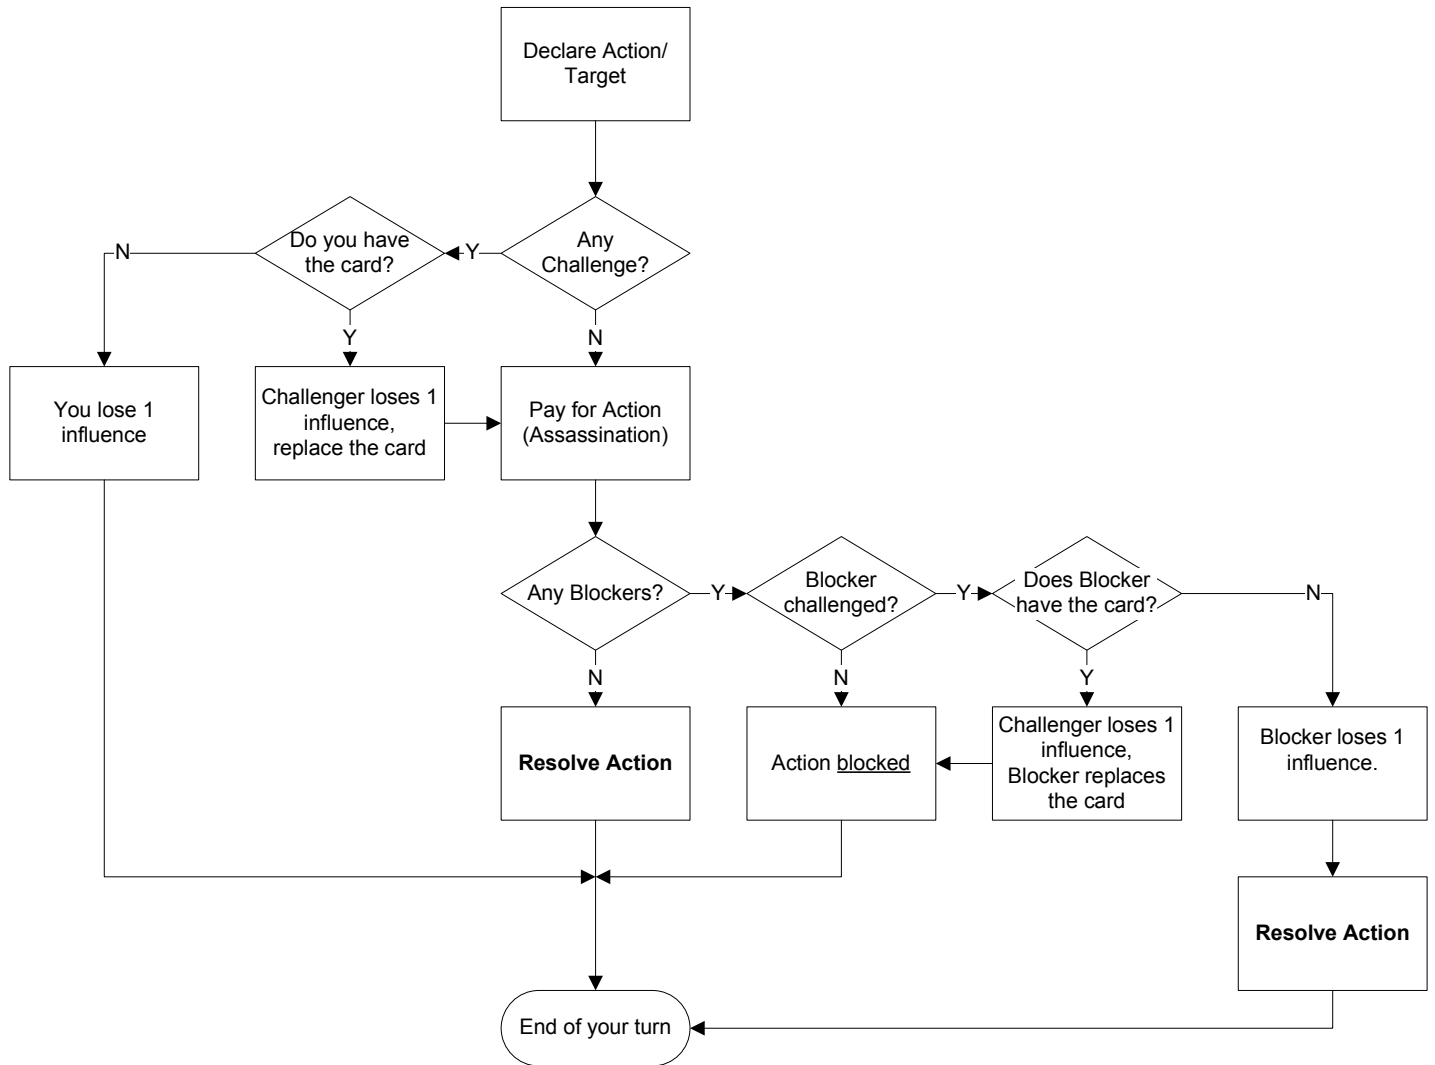 Declare Action/
Target
Do you have
the card?
Any
Challenge?
N
Y
Y
N
You lose 1
influence
Challenger loses 1
influence,
replace the card
Pay for Action
(Assassination)
Any Blockers?
Y
Blocker
challenged?
Y
Does Blocker
have the card?
N
N
N
Y
Resolve Action
Action blocked
Challenger loses 1
influence,
Blocker replaces
the card
Blocker loses 1
influence.
Resolve Action
End of your turn